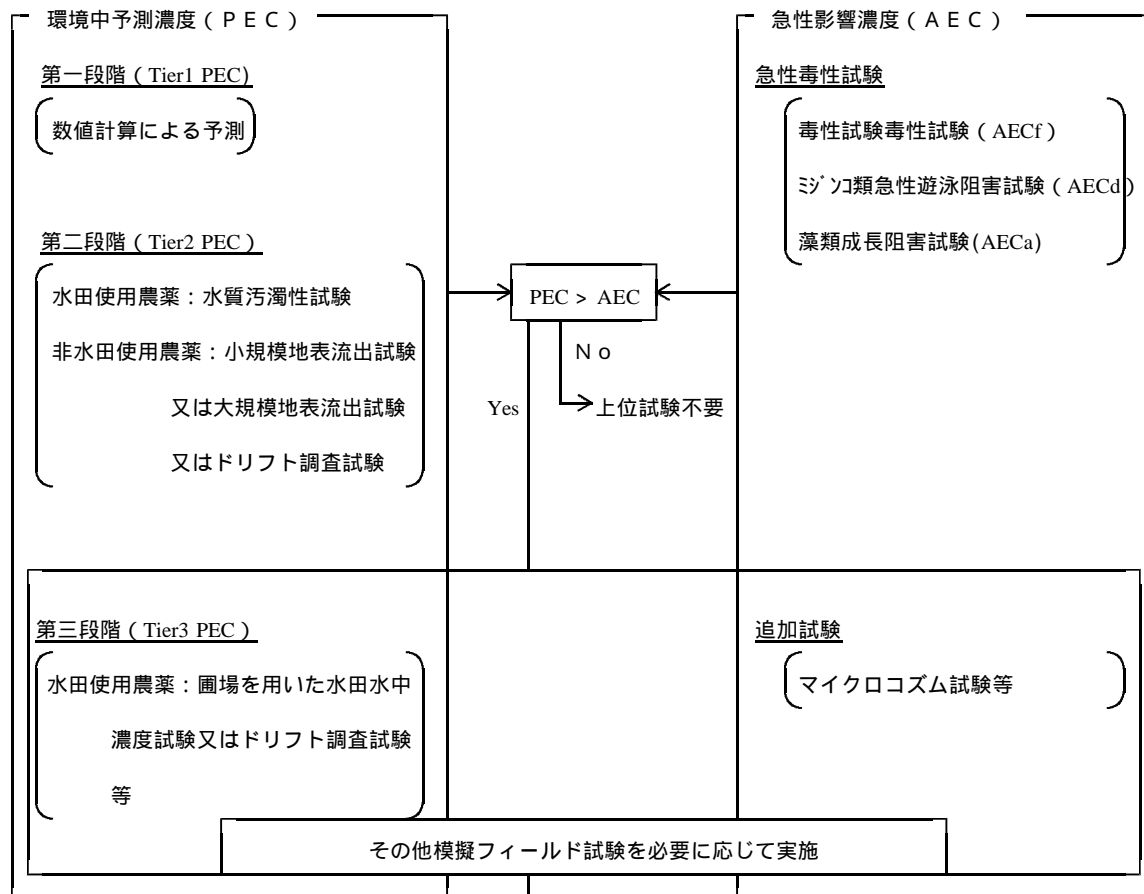 環境中予測濃度(PEC)
第一段階(Tier1 PEC)
数値計算による予測
第二段階(Tier2 PEC)
水田使用農薬:水質汚濁性試験
非水田使用農薬:小規模地表流出試験
又は大規模地表流出試験
又はドリフト調査試験
急性影響濃度(AEC)
急性毒性試験
毒性試験毒性試験(AECf)
ミジンコ類急性遊泳阻害試験(AECd)
藻類成長阻害試験(AECa)
PEC > AEC
No
Yes
上位試験不要
第三段階(Tier3 PEC)
水田使用農薬:圃場を用いた水田水中
濃度試験又はドリフト調査試験
等
追加試験
マイクロコズム試験等
その他模擬フィールド試験を必要に応じて実施